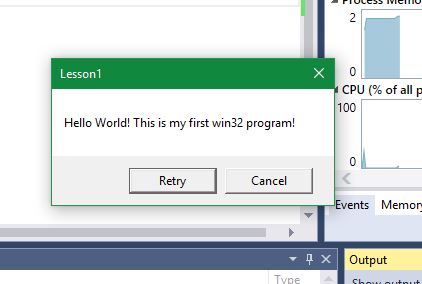 Process Memory
2
0
CPU (% of all p
100
0
Lesson1
Hello World! This is my first win32 program!
Retry
Cancel
Events
Memory
Output
Type
Show output